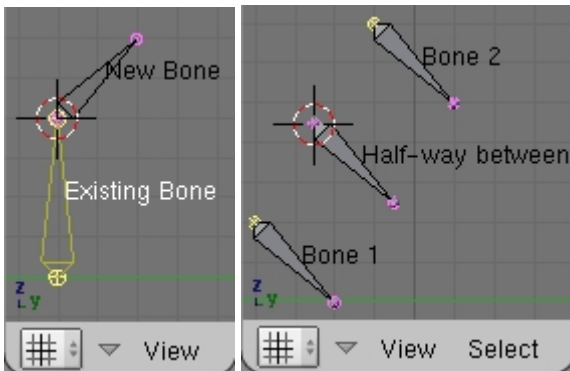 New Bone
Existing Bone
z
y
View
Bone 2
Half-way between
Bone 1
z
y
View Select